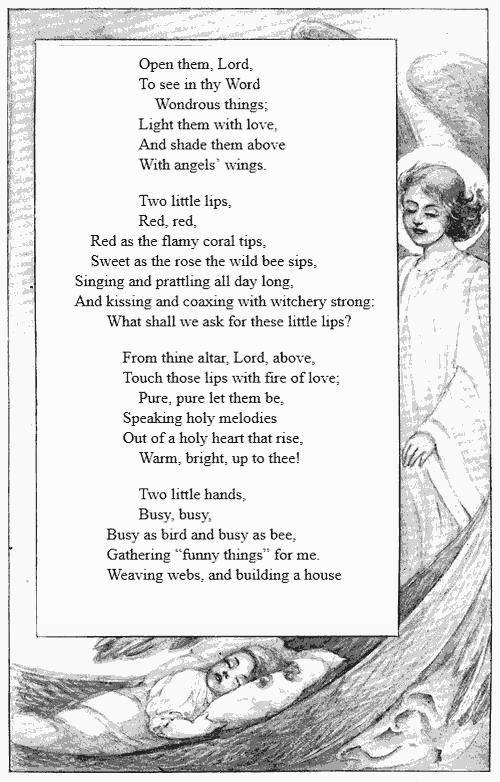 Open them, Lord,
To see in thy Word
Wondrous things;
Light them with love,
And shade them above
With angels’ wings.
Two little lips,
Red, red,
Red as the flamy coral tips,
Sweet as the rose the wild bee sips,
Singing and prattling all day long,
And kissing and coaxing with witchery strong:
What shall we ask for these little lips?
From thine altar, Lord, above,
Touch those lips with fire of love;
Pure, pure let them be,
Speaking holy melodies
Out of a holy heart that rise,
Warm, bright, up to thee!
Two little hands,
Busy, busy,
Busy as bird and busy as bee,
Gathering “funny things” for me.
Weaving webs, and building a house